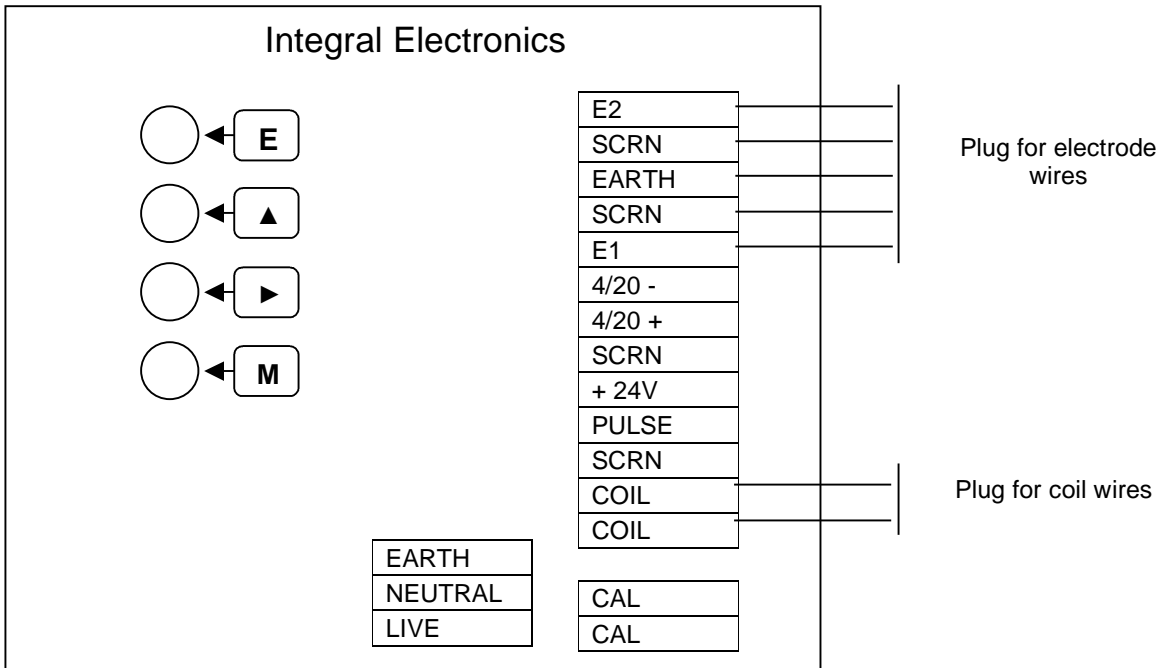 Integral Electronics
E
▲
►
M
E2
SCRN
EARTH
SCRN
E1
4/20 -
4/20 +
SCRN
+ 24V
PULSE
SCRN
COIL
COIL
Plug for electrode
wires
Plug for coil wires
EARTH
NEUTRAL
LIVE
CAL
CAL